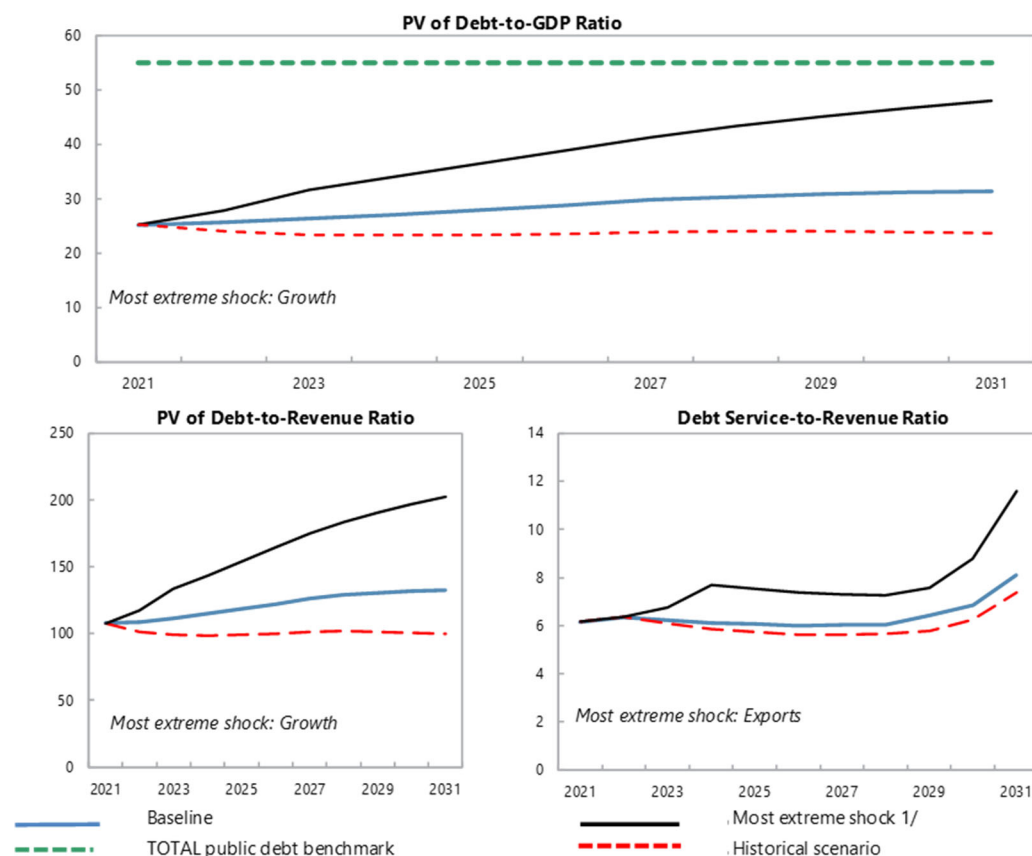 PV of Debt-to-GDP Ratio
60
50
40
30
20
10
0
Most extreme shock: Growth
2021 2023 2025 2027 2029 2031
PV of Debt-to-Revenue Ratio
250
200
150
100
50
0
Most extreme shock: Growth
2021 2023 2025 2027 2029 2031
Debt Service-to-Revenue Ratio
14
12
10
8
6
4
2
0
Most extreme shock: Exports
2021 2023 2025 2027 2029 2031
Baseline
Most extreme shock 1/
TOTAL public debt benchmark
Historical scenario